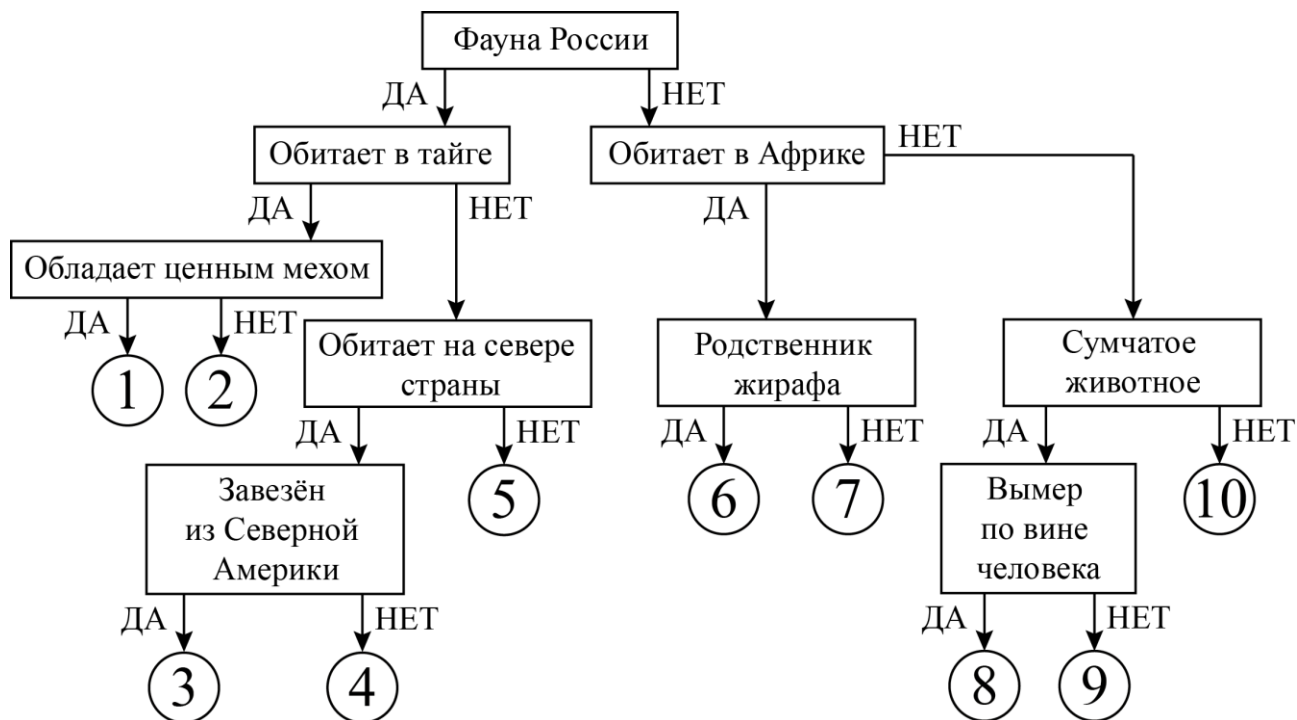 Фауна России
ДА
НЕТ
Обитает в тайге
Обитает в Африке
НЕТ
ДА
НЕТ
ДА
Обладает ценным мехом
ДА
НЕТ
Обитает на севере
страны
Родственник
жирафа
Сумчатое
животное
1
2
ДА
НЕТ
ДА
НЕТ
ДА
НЕТ
Завезён
из Северной
Америки
5
6
7
Вымер
по вине
человека
10
ДА
НЕТ
ДА
НЕТ
3
4
8
9